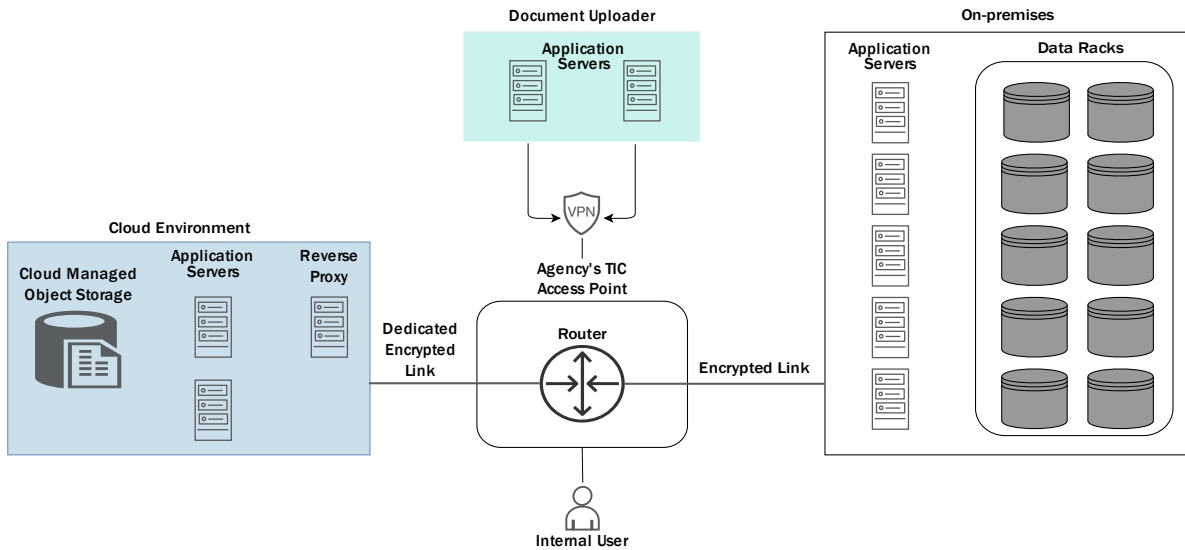 Document Uploader
Application
Servers
VPN
On-premises
Application
Servers
Data Racks
Cloud Environment
Cloud Managed
Object Storage
Application
Servers
Reverse
Proxy
Agency's TIC
Access Point
Router
Dedicated
Encrypted
Link
Encrypted Link
Internal User